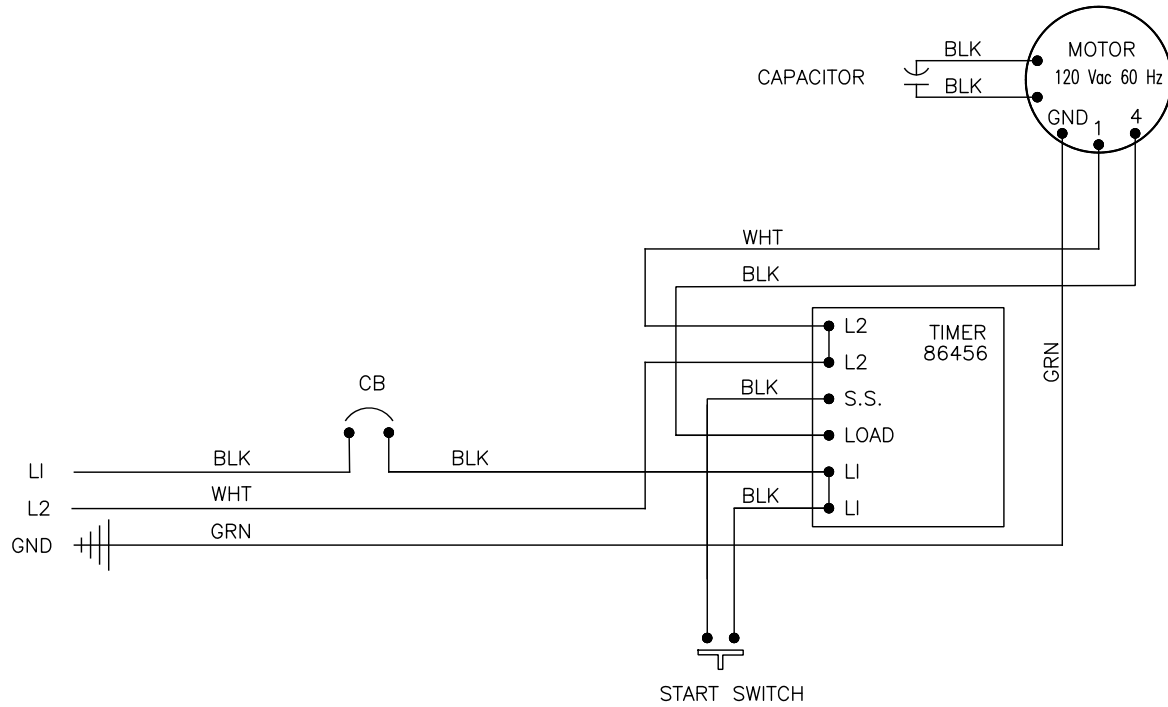 BLK
MOTOR
CAPACITOR
120 Vac 60 Hz
BLK
GND
1
4
WHT
BLK
L2
TIMER
86456
L2
GRN
CB
BLK
S.S.
LOAD
LI
BLK
BLK
LI
L2
WHT
BLK
LI
GND
GRN
START SWITCH